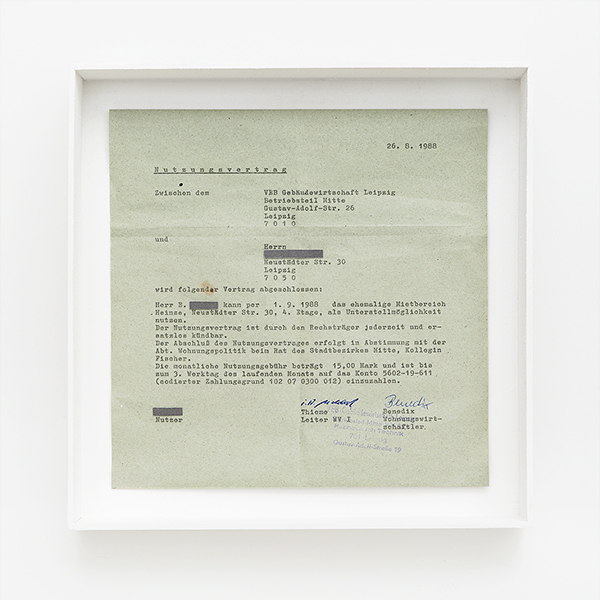 26. 8. 1988
Nutzungsvertrag
Zwischen dem VEB Gebäudewirtschaft Leipzig
Betriebsteil Mitte
Gustav-Adolf-Str. 26
Leipzig
7 0 1 0
und
Herrn
Neustädter Str. 30
Leipzig
7 0 5 0
wird folgender Vertrag abgeschlossen:
Herr E. kann per 1. 9. 1988 das ehemalige Mietbereich
Heinze, Neustädter Str. 30, 4. Etage, als Unterstellmöglichkeit
nutzen.
Der Nutzungsvertrag ist durch den Rechsträger jederzeit und er-
satzlos kündbar.
Der Abschluß des Nutzungsvertrages erfolgt in Abstimmung mit der
Abt. Wohnungspolitik beim Rat des Stadtbezirkes Mitte, Kollegin
Fischer.
Die monatliche Nutzungsgebühr beträgt 15,00 Mark und ist bis
zum 3. Werktag des laufenden Monats auf das Konto 5602-19-611
(codierter Zahlungsgrund 102 07 0300 012) einzuzahlen.
Benedix
Nutzer
Thieme
Leiter WV I
Benedix
Wohnungswirt-
schaftler
Gustav-Adolf-Straße